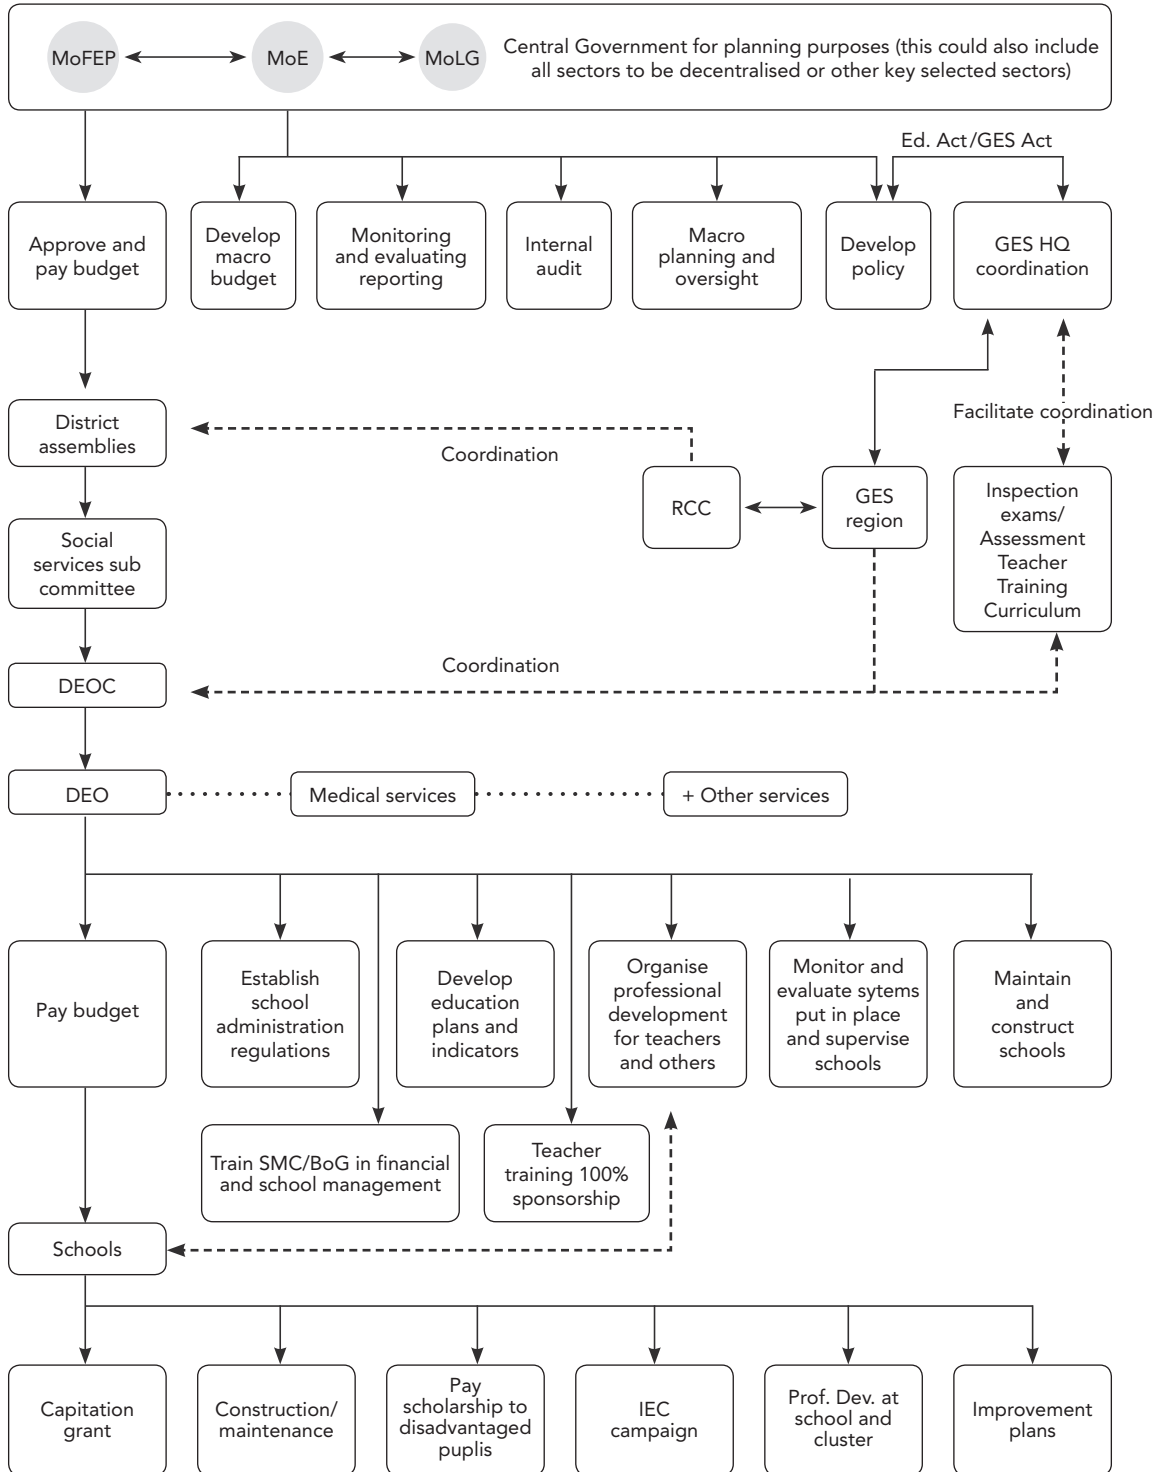 MoFEP
MoE
MoLG
Central Government for planning purposes (this could also include
all sectors to be decentralised or other key selected sectors)
Ed. Act/GES Act
Approve and
pay budget
Develop
macro
budget
Monitoring
and evaluating
reporting
Internal
audit
Macro
planning and
oversight
Develop
policy
GES HQ
coordination
District
assemblies
Coordination
Facilitate coordination
RCC
GES
region
Inspection
exams/
Assessment
Teacher
Training
Curriculum
Social
services sub
committee
DEOC
Coordination
DEO
Medical services
+ Other services
Pay budget
Establish
school
administration
regulations
Develop
education
plans and
indicators
Organise
professional
development
for teachers
and others
Monitor and
evaluate sytems
put in place
and supervise
schools
Maintain
and
construct
schools
Train SMC/BoG in financial
and school management
Teacher
training 100%
sponsorship
Schools
Capitation
grant
Construction/
maintenance
Pay
scholarship to
disadvantaged
puplis
IEC
campaign
Prof. Dev. at
school and
cluster
Improvement
plans